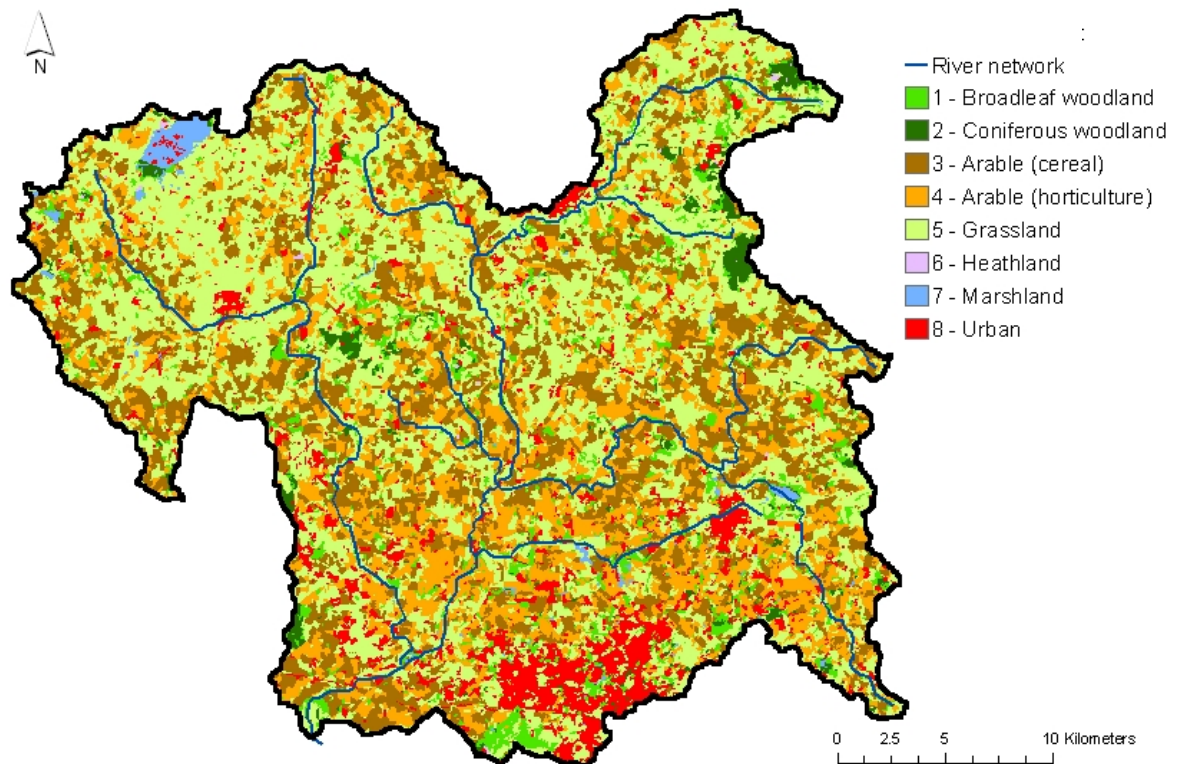 N
:
River network
1 - Broadleaf woodland
2 - Coniferous woodland
3 - Arable (cereal)
4 - Arable (horticulture)
5 - Grassland
6 - Heathland
7 - Marshland
8 - Urban
0 2.5 5 10 Kilometers